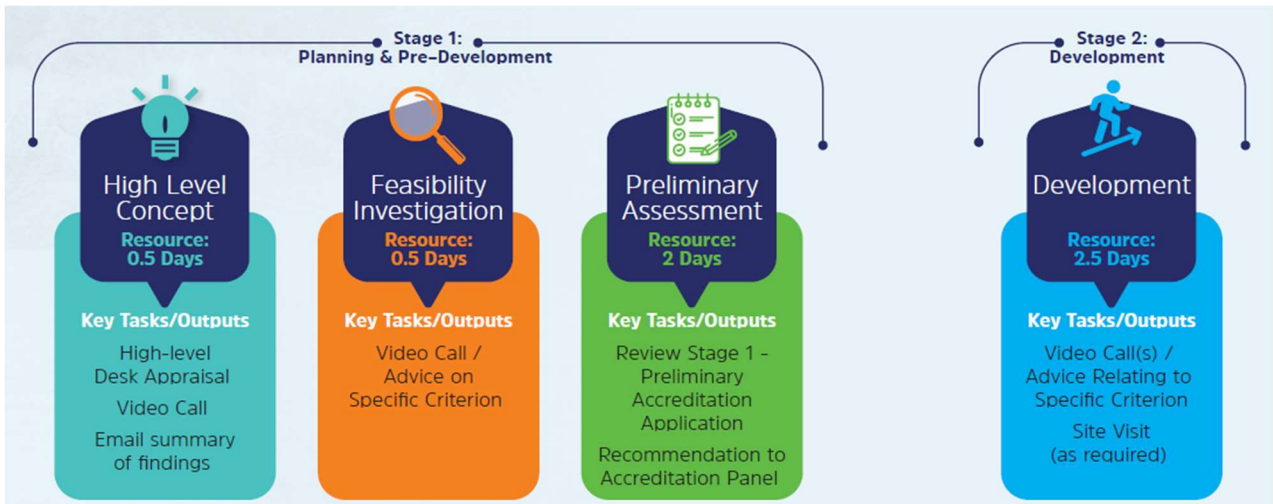 Stage 1:
Planning & Pre-Development
Stage 2:
Development
High Level
Concept
Resource:
0.5 Days
Key Tasks/Outputs
High-level
Desk Appraisal
Video Call
Email summary
of findings
Feasibility
Investigation
Resource:
0.5 Days
Key Tasks/Outputs
Video Call /
Advice on
Specific Criterion
Preliminary
Assessment
Resource:
2 Days
Key Tasks/Outputs
Review Stage 1 -
Preliminary
Accreditation
Application
Recommendation to
Accreditation Panel
Development
Resource:
2.5 Days
Key Tasks/Outputs
Video Call(s) /
Advice Relating to
Specific Criterion
Site Visit
(as required)